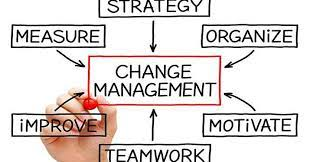 STRATEGY
MEASURE
ORGANiZE
CHANGE
MANAGEMENT
iMPROVE
MOTiVATE
TEAMWORK